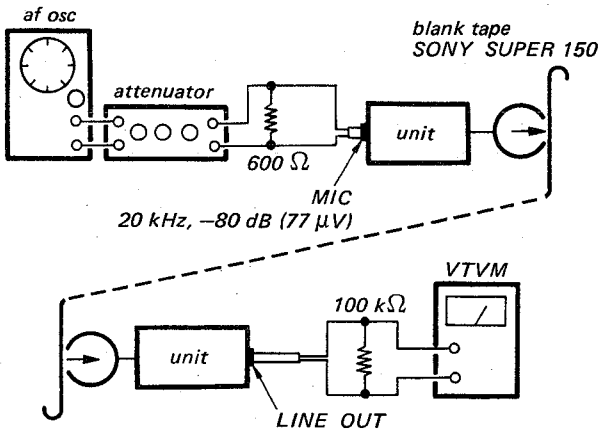 af osc
blank tape
SONY SUPER 150
attenuator
unit
600 Ω
MIC
20 kHz, –80 dB (77 μV)
VTVM
100 kΩ
unit
LINE OUT